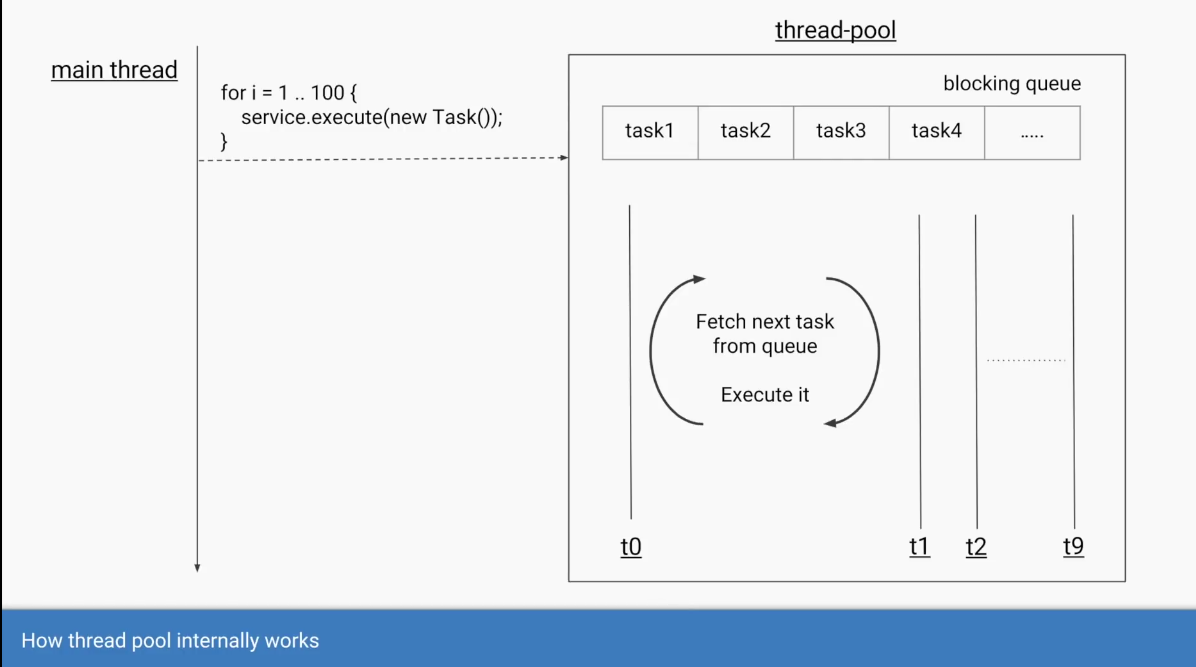 thread-pool
main thread
for i = 1 .. 100 {
service.execute(new Task());
}
blocking queue
task1 task2 task3 task4 .....
Fetch next task
from queue
Execute it
t0 t1 t2 t9
How thread pool internally works